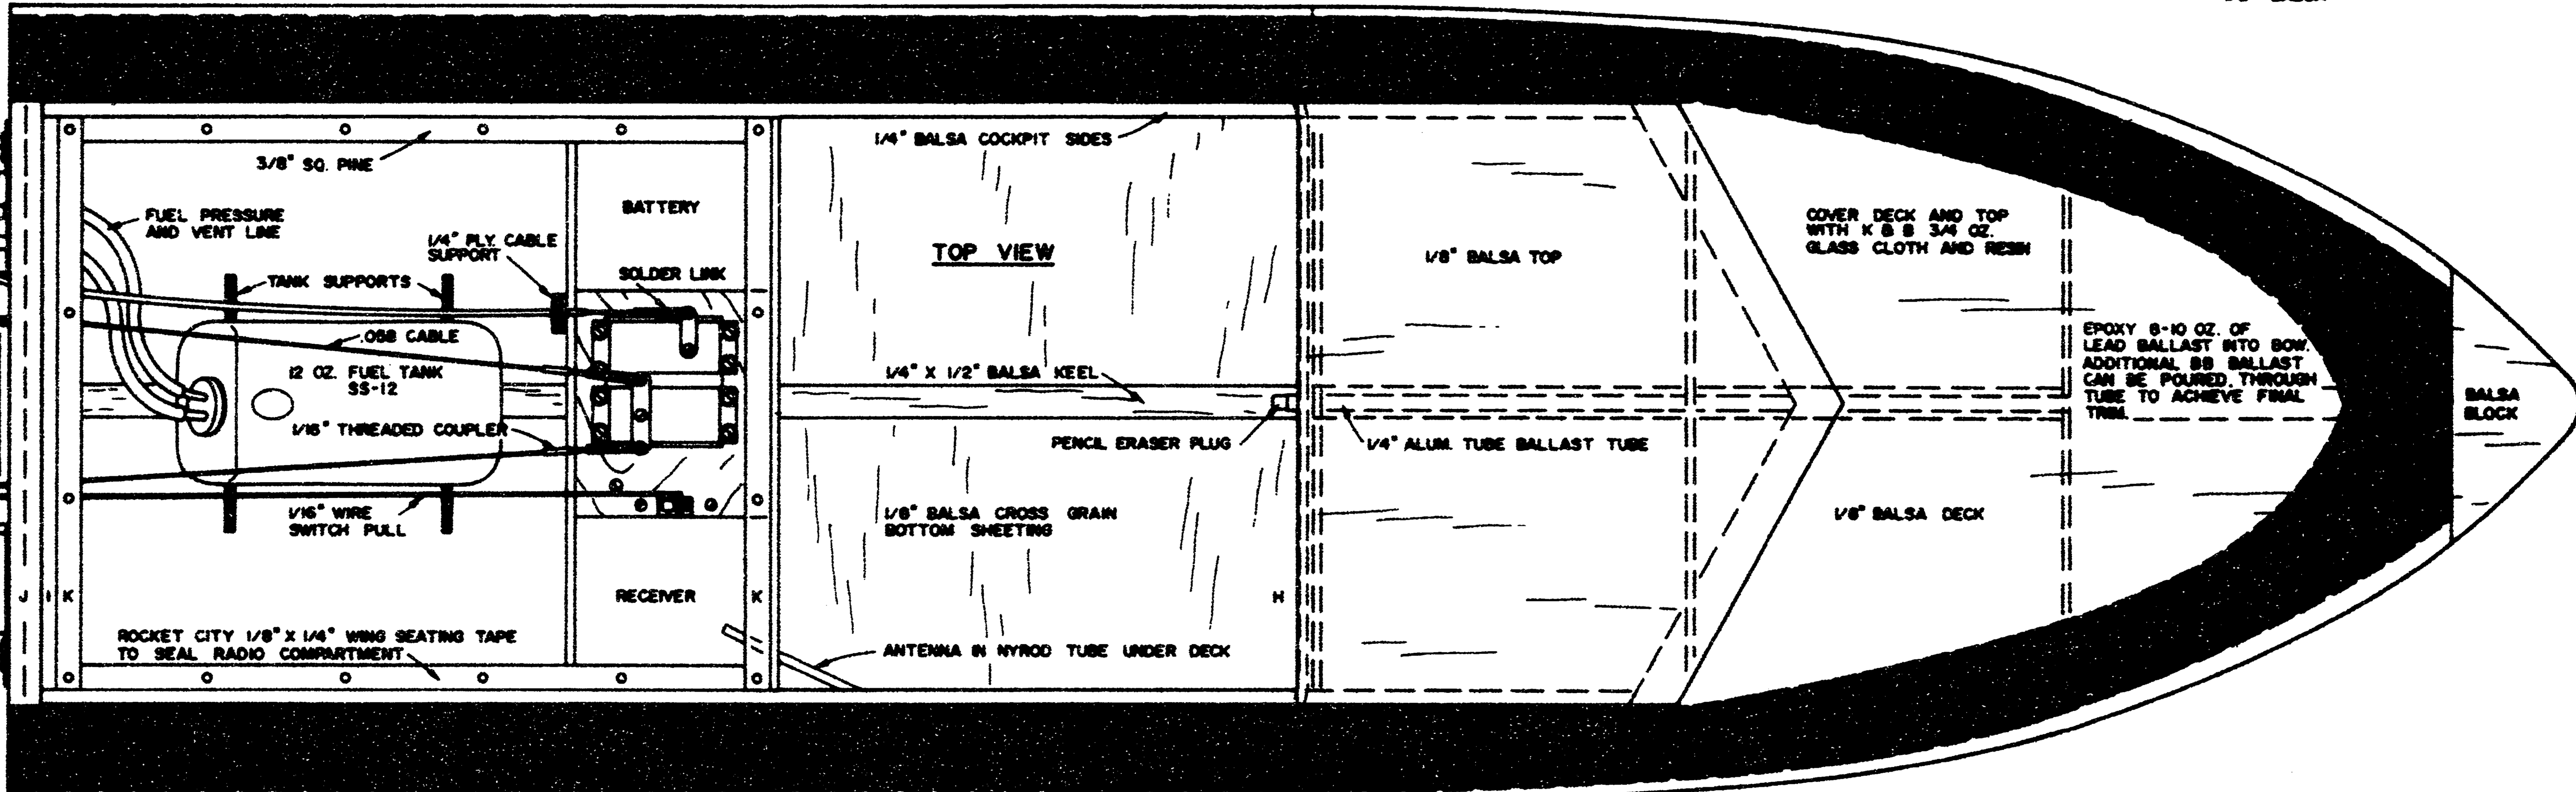 1/4" BALSA COCKPIT SIDES
3/8" SQ. PINE
FUEL PRESSURE
AND VENT LINE
BATTERY
1/4" PLY. CABLE
SUPPORT
TOP VIEW
SOLDER LINK
TANK SUPPORTS
.058 CABLE
12 OZ. FUEL TANK
SS-12
1/16" THREADED COUPLER
1/16" WIRE
SWITCH PULL
J I K
RECEIVER
K
H
ROCKET CITY 1/8" X 1/4" WING SEATING TAPE
TO SEAL RADIO COMPARTMENT
1/4" X 1/2" BALSA KEEL
PENCIL ERASER PLUG
1/8" BALSA CROSS GRAIN
BOTTOM SHEETING
ANTENNA IN NYROD TUBE UNDER DECK
1/8" BALSA TOP
1/4" ALUM. TUBE BALLAST TUBE
COVER DECK AND TOP
WITH K & B 3/4 OZ.
GLASS CLOTH AND RESIN
1/8" BALSA DECK
EPOXY 8-10 OZ. OF
LEAD BALLAST INTO BOW.
ADDITIONAL BB BALLAST
CAN BE POURED THROUGH
TUBE TO ACHIEVE FINAL
TRIM.
BALSA
BLOCK